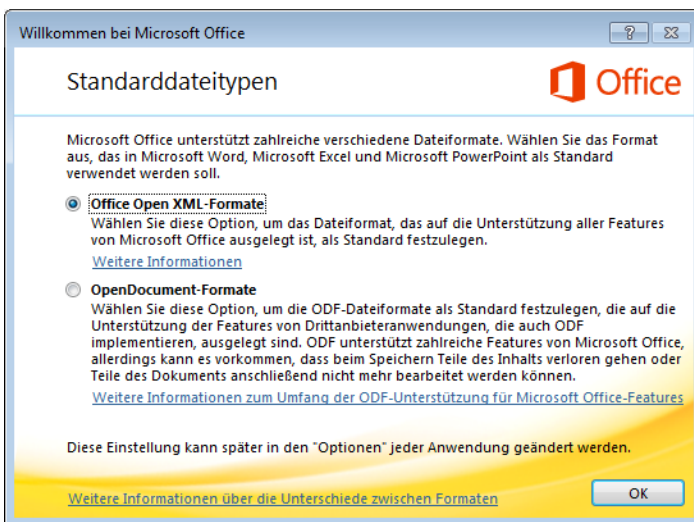 Willkommen bei Microsoft Office
Standarddateitypen
Office
Microsoft Office unterstützt zahlreiche verschiedene Dateiformate. Wählen Sie das Format
aus, das in Microsoft Word, Microsoft Excel und Microsoft PowerPoint als Standard
verwendet werden soll.
Office Open XML-Formate
Wählen Sie diese Option, um das Dateiformat, das auf die Unterstützung aller Features
von Microsoft Office ausgelegt ist, als Standard festzulegen.
Weitere Informationen
OpenDocument-Formate
Wählen Sie diese Option, um die ODF-Dateiformate als Standard festzulegen, die auf die
Unterstützung der Features von Drittanbieteranwendungen, die auch ODF
implementieren, ausgelegt sind. ODF unterstützt zahlreiche Features von Microsoft Office,
allerdings kann es vorkommen, dass beim Speichern Teile des Inhalts verloren gehen oder
Teile des Dokuments anschließend nicht mehr bearbeitet werden können.
Weitere Informationen zum Umfang der ODF-Unterstützung für Microsoft Office-Features
Diese Einstellung kann später in den "Optionen" jeder Anwendung geändert werden.
Weitere Informationen über die Unterschiede zwischen Formaten
OK